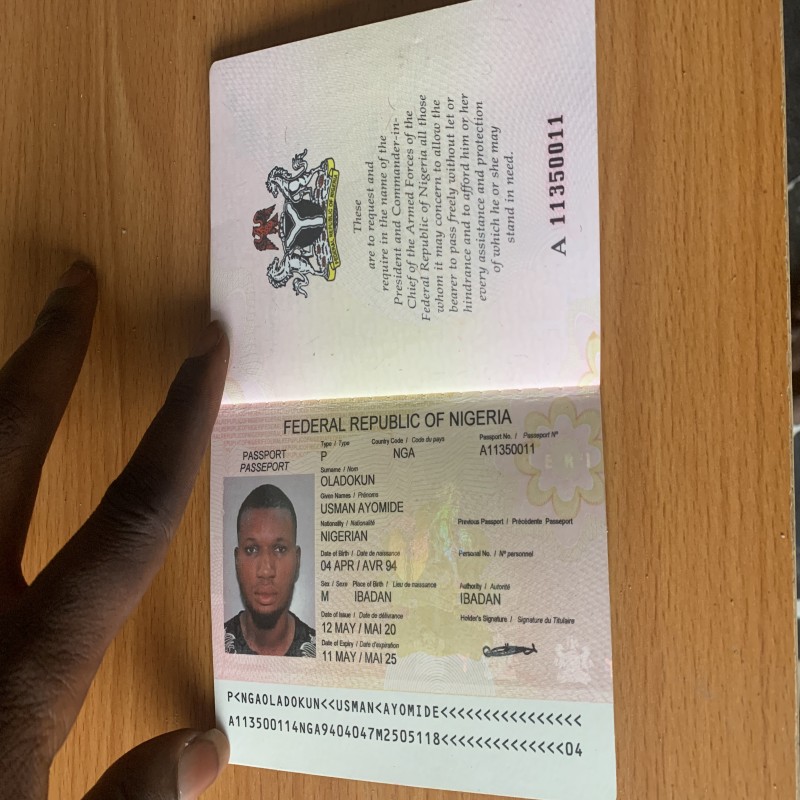 These
are to request and
require in the name of the
President and Commander-in-
Chief of the Armed Forces of the
Federal Republic of Nigeria all those
whom it may concern to allow the
bearer to pass freely without let or
hindrance and to afford him or her
every assistance and protection
of which he or she may
stand in need.
A 11350011
FEDERAL REPUBLIC OF NIGERIA
PASSPORT
PASSEPORT
Type / Type
Country Code / Code du pays
Passport No. / Passeport Nº
P
NGA
A11350011
Surname / Nom
OLADOKUN
Given Names / Prénoms
USMAN AYOMIDE
Nationality / Nationalité
Previous Passport / Précédente Passeport
NIGERIAN
Date of Birth / Date de naissance
Personal No. / Nº personnel
04 APR / AVR 94
Sex / Sexe Place of Birth / Lieu de naissance
Authority / Autorité
M IBADAN
IBADAN
Date of Issue / Date de délivrance
Holder's Signature / Signature du Titulaire
12 MAY / MAI 20
Date of Expiry / Date d'expiration
11 MAY / MAI 25
P<NGAOLADOKUN<<USMAN<AYOMIDE<<<<<<<<<<<<<<<<
A113500114NGA9404047M2505118<<<<<<<<<<<<<<04